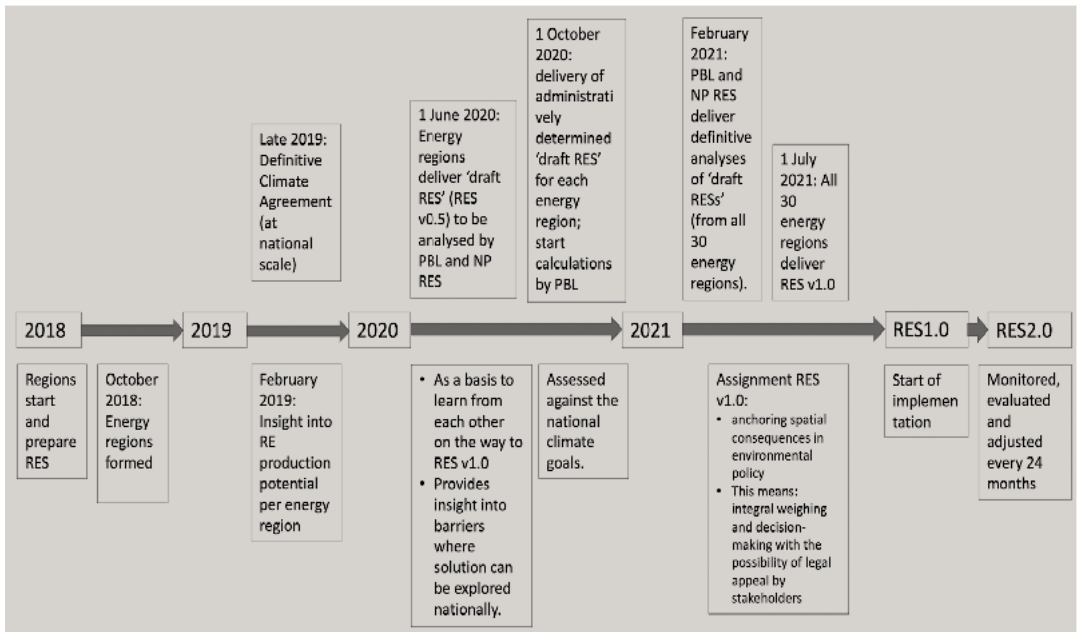 1 October
2020:
delivery of
administrati
vely
determined
‘draft RES’
for each
energy
region;
start
calculations
by PBL
February
2021:
PBL and
NP RES
deliver
definitive
analyses
of ‘draft
RESs’
(from all
30
energy
regions).
1 June 2020:
Energy
regions
deliver ‘draft
RES’ (RES
v0.5) to be
analysed by
PBL and NP
RES
Late 2019:
Definitive
Climate
Agreement
(at
national
scale)
1 July
2021: All
30
energy
regions
deliver
RES v1.0
2018
2019
2020
2021
RES1.0
RES2.0
Regions
start
and
prepare
RES
October
2018:
Energy
regions
formed
February
2019:
Insight into
RE
production
potential
per energy
region
• As a basis to
learn from
each other
on the way to
RES v1.0
• Provides
insight into
barriers
where
solution can
be explored
nationally.
Assessed
against the
national
climate
goals.
Assignment RES
v1.0:
• anchoring spatial
consequences in
environmental
policy
• This means:
integral weighing
and decision-
making with the
possibility of legal
appeal by
stakeholders
Start of
implemen
tation
Monitored,
evaluated
and
adjusted
every 24
months